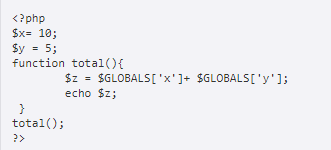 <?php
$x= 10;
$y = 5;
function total(){
        $z = $GLOBALS['x']+ $GLOBALS['y'];
        echo $z;
 }
total();
?>